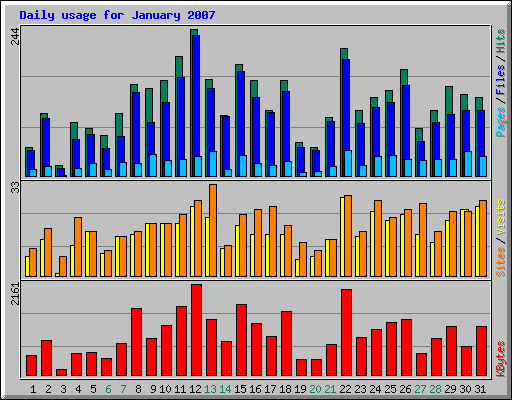 Daily usage for January 2007
244
Pages / Files / Hits
33
Sites / Visits
2161
KBytes
1 2 3 4 5 6 7 8 9 10 11 12 13 14 15 16 17 18 19 20 21 22 23 24 25 26 27 28 29 30 31